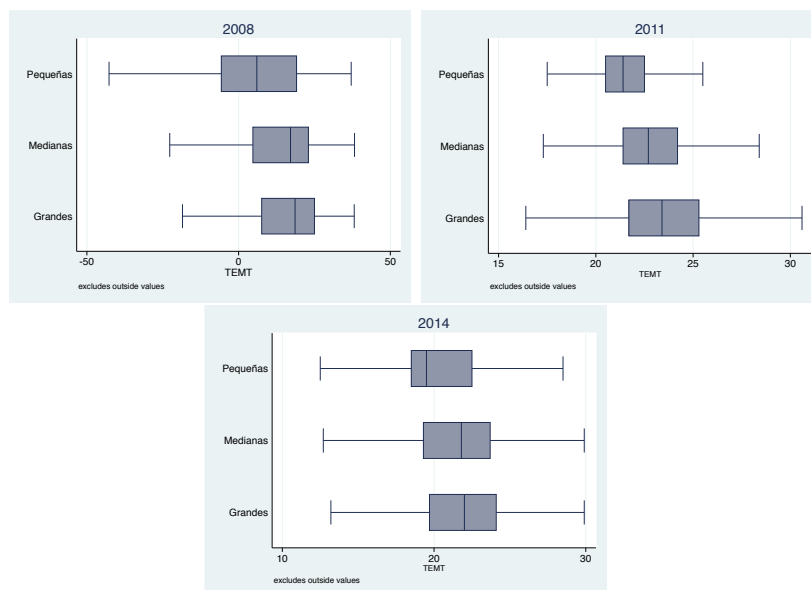 2008
Pequeñas
Medianas
Grandes
-50 0 50
TEMT
excludes outside values
2011
Pequeñas
Medianas
Grandes
15 20 25 30
TEMT
excludes outside values
2014
Pequeñas
Medianas
Grandes
10 20 30
TEMT
excludes outside values